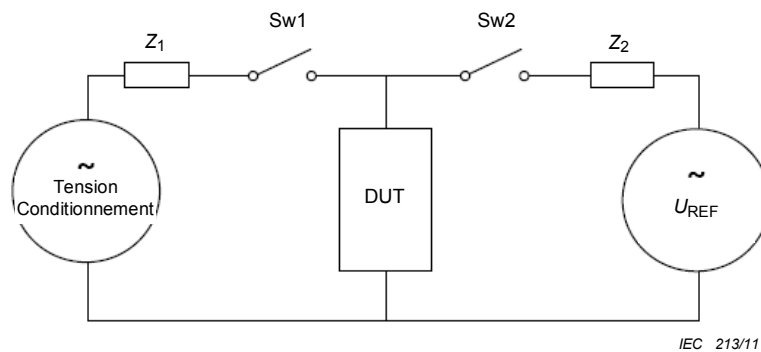 Sw1
Sw2
Z1
Z2
~
Tension
Conditionnement
DUT
~
UREF
IEC 213/11